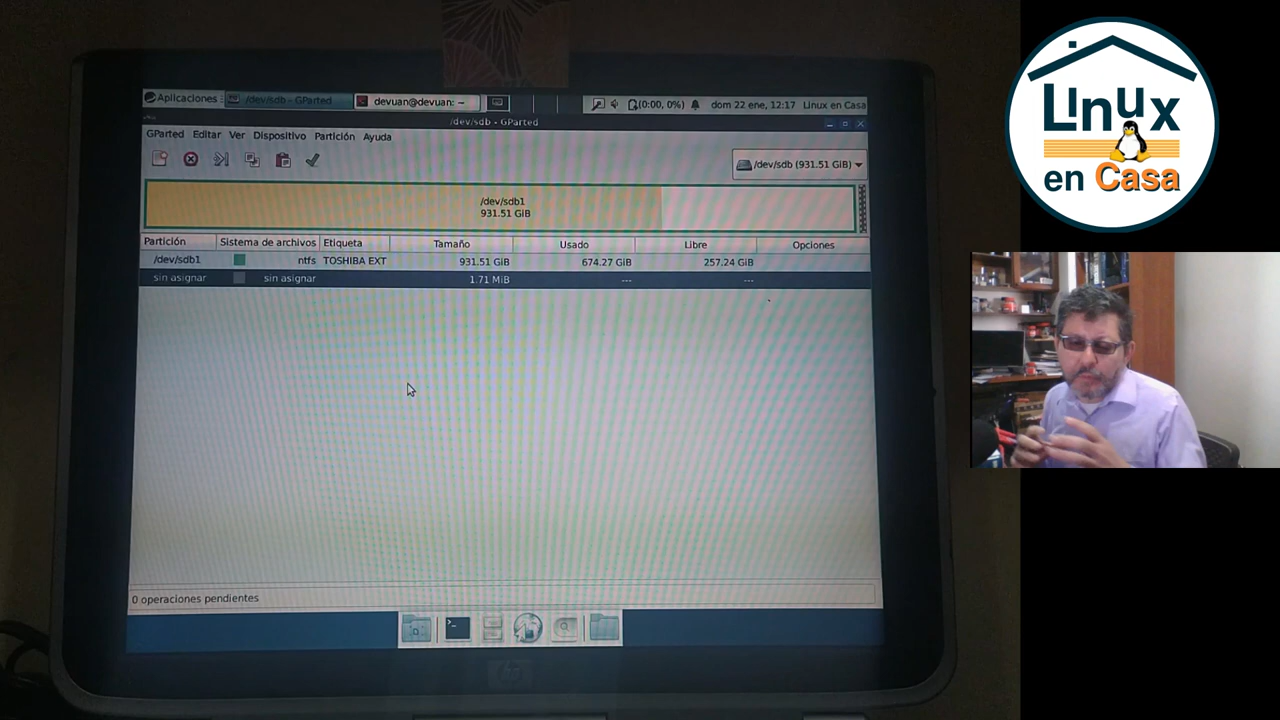 Aplicaciones
/dev/sdb - GParted
devuan@devuan: ~
(0:00, 0%)
dom 22 ene, 12:17
Linux en Casa
/dev/sdb - GParted
GParted Editar Ver Dispositivo Partición Ayuda
/dev/sdb (931.51 GiB)
/dev/sdb1
931.51 GiB
Partición Sistema de archivos Etiqueta Tamaño Usado Libre Opciones
/dev/sdb1 ntfs TOSHIBA EXT 931.51 GiB 674.27 GiB 257.24 GiB
sin asignar sin asignar 1.71 MiB --- ---
0 operaciones pendientes
hp
Linux
en Casa